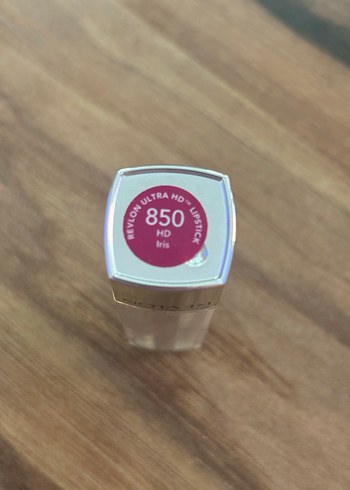 REVLON ULTRA HD™ LIPSTICK
850
HD
Iris